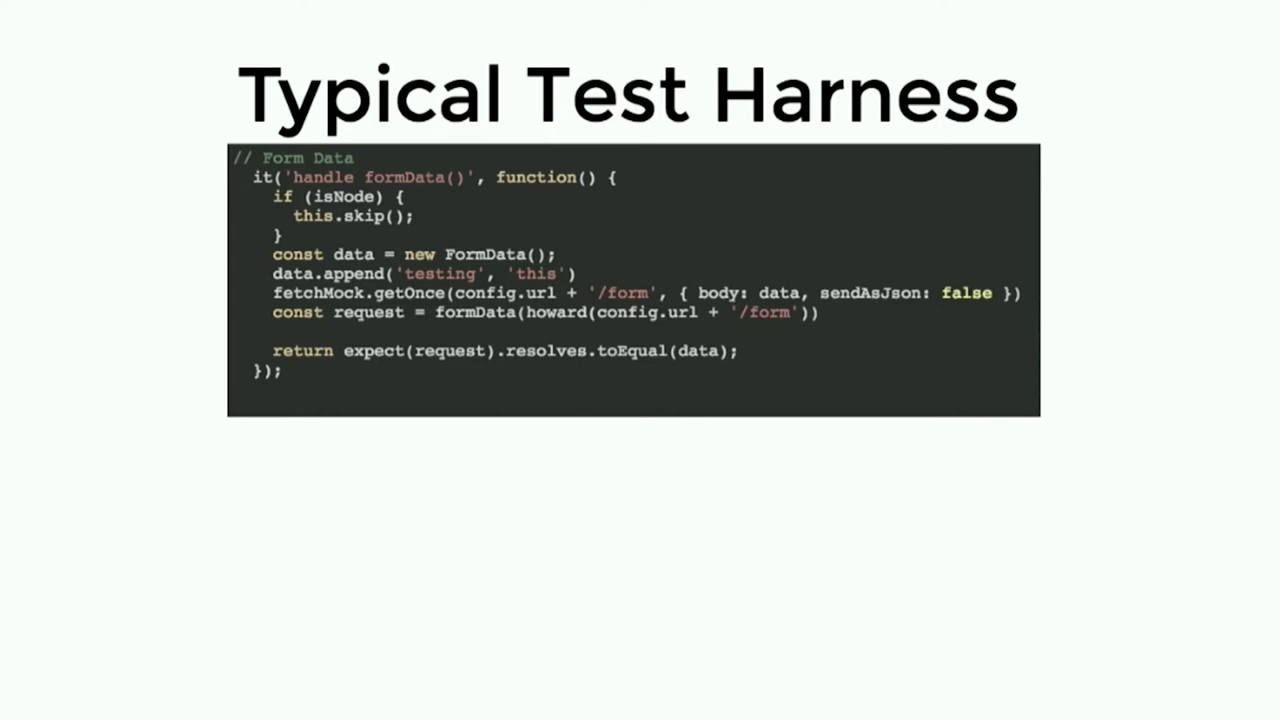 Typical Test Harness
// Form Data
it('handle formData()', function() {
if (isNode) {
this.skip();
}
const data = new FormData();
data.append('testing', 'this')
fetchMock.getOnce(config.url + '/form', { body: data, sendAsJson: false })
const request = formData(howard(config.url + '/form'))
return expect(request).resolves.toEqual(data);
});